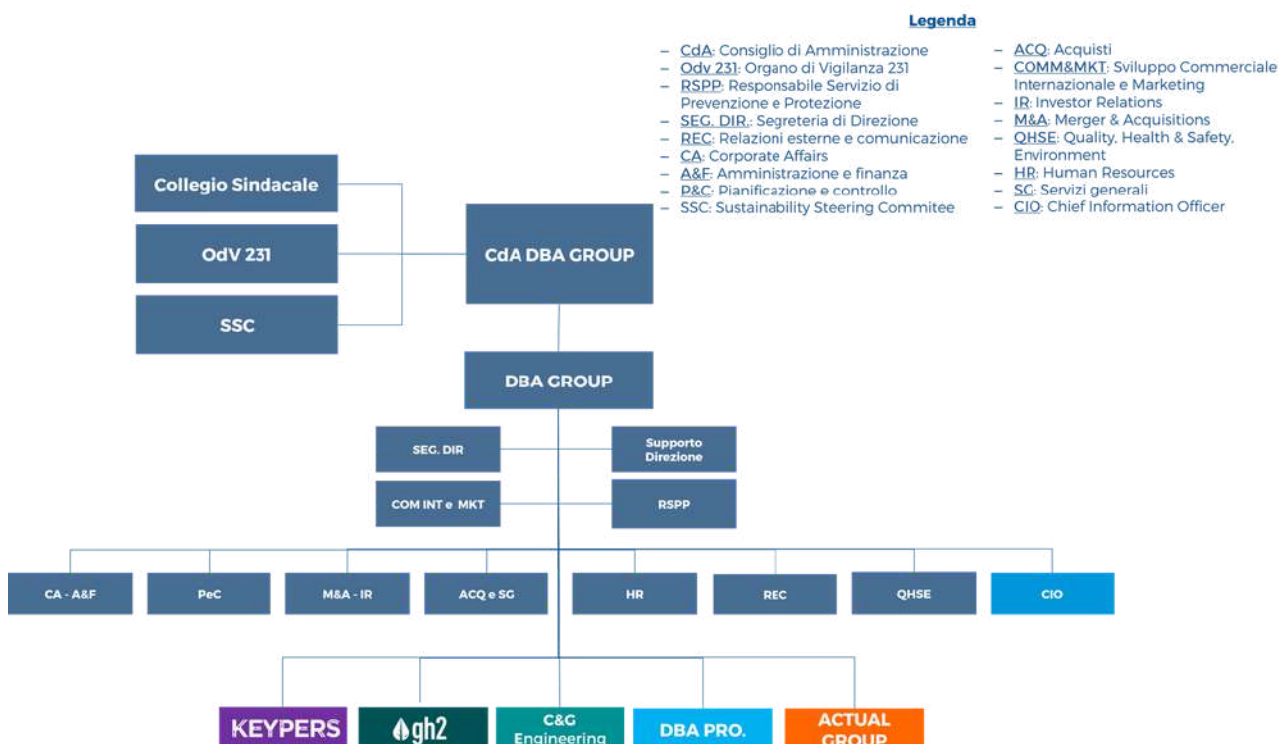 Legenda
– CdA: Consiglio di Amministrazione
– Odv 231: Organo di Vigilanza 231
– RSPP: Responsabile Servizio di
Prevenzione e Protezione
– SEG. DIR.: Segreteria di Direzione
– REC: Relazioni esterne e comunicazione
– CA: Corporate Affairs
– A&F: Amministrazione e finanza
– P&C: Pianificazione e controllo
– SSC: Sustainability Steering Commitee
– ACQ: Acquisti
– COMM&MKT: Sviluppo Commerciale
Internazionale e Marketing
– IR: Investor Relations
– M&A: Merger & Acquisitions
– QHSE: Quality, Health & Safety,
Environment
– HR: Human Resources
– SG: Servizi generali
– CIO: Chief Information Officer
Collegio Sindacale
OdV 231
SSC
CdA DBA GROUP
DBA GROUP
SEG. DIR
Supporto
Direzione
COM INT e MKT
RSPP
CA - A&F
PeC
M&A - IR
ACQ e SG
HR
REC
QHSE
CIO
KEYPERS
gh2
C&G
Engineering
DBA PRO.
ACTUAL
GROUP